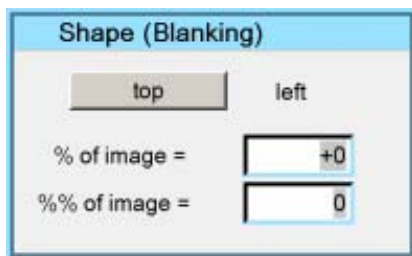 Shape (Blanking)
top left
% of image = +0
%% of image = 0